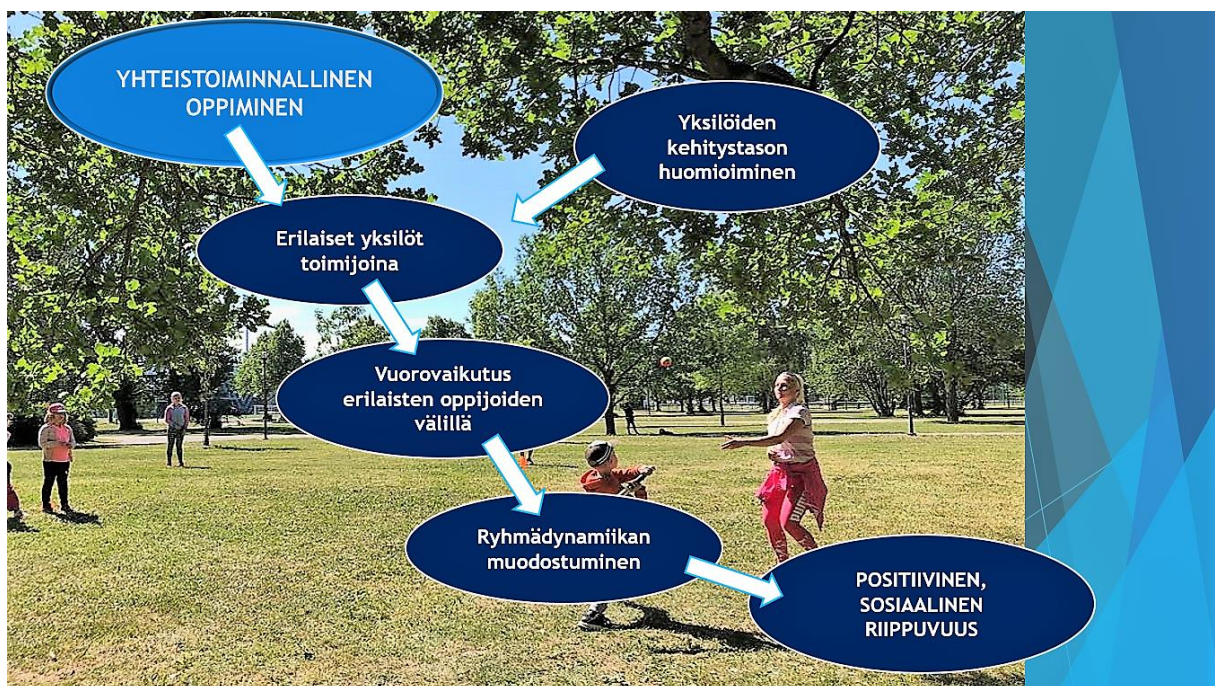 YHTEISTOIMINNALLINEN
OPPIMINEN
Yksilöiden
kehitystason
huomioiminen
Erilaiset yksilöt
toimijoina
Vuorovaikutus
erilaisten oppijoiden
välillä
Ryhmädynamiikan
muodostuminen
POSITIIVINEN,
SOSIAALINEN
RIIPPUVUUS